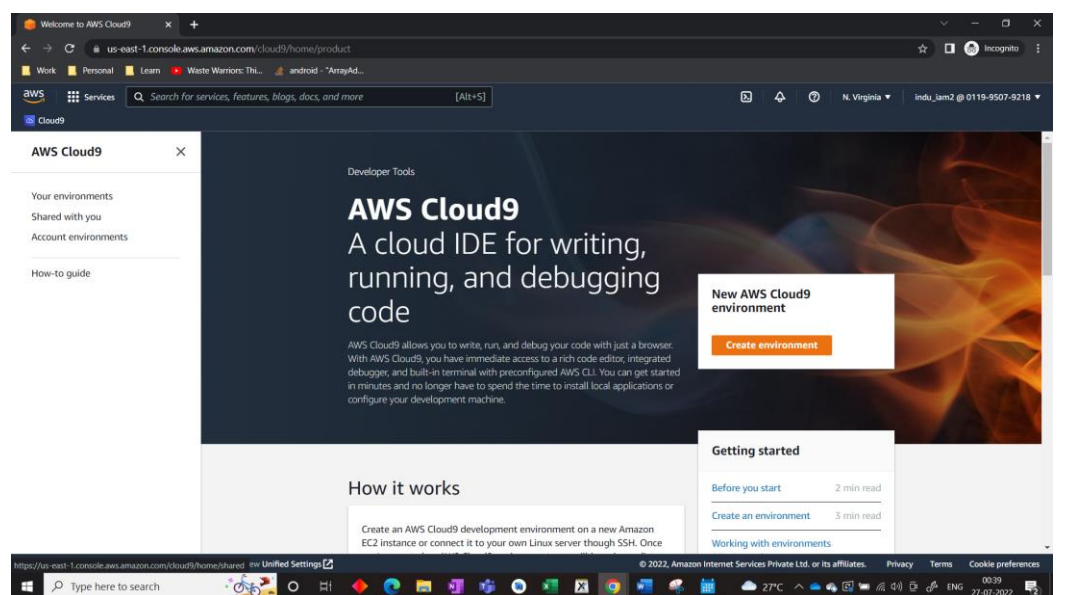 Welcome to AWS Cloud9
us-east-1.console.aws.amazon.com/cloud9/home/product
Incognito
Work Personal Learn Waste Warriors: Thi... android - "ArrayAd...
aws Services Search for services, features, blogs, docs, and more [Alt+S] N. Virginia indu_iam2 @ 0119-9507-9218
Cloud9
AWS Cloud9
Your environments
Shared with you
Account environments
How-to guide
Developer Tools
AWS Cloud9
A cloud IDE for writing,
running, and debugging
code
AWS Cloud9 allows you to write, run, and debug your code with just a browser.
With AWS Cloud9, you have immediate access to a rich code editor, integrated
debugger, and built-in terminal with preconfigured AWS CLI. You can get started
in minutes and no longer have to spend the time to install local applications or
configure your development machine.
New AWS Cloud9
environment
Create environment
Getting started
Before you start 2 min read
Create an environment 3 min read
Working with environments
How it works
Create an AWS Cloud9 development environment on a new Amazon
EC2 instance or connect it to your own Linux server though SSH. Once
https://us-east-1.console.aws.amazon.com/cloud9/home/shared ew Unified Settings © 2022, Amazon Internet Services Private Ltd. or its affiliates. Privacy Terms Cookie preferences
Type here to search 27°C ENG 00:39
27-07-2022